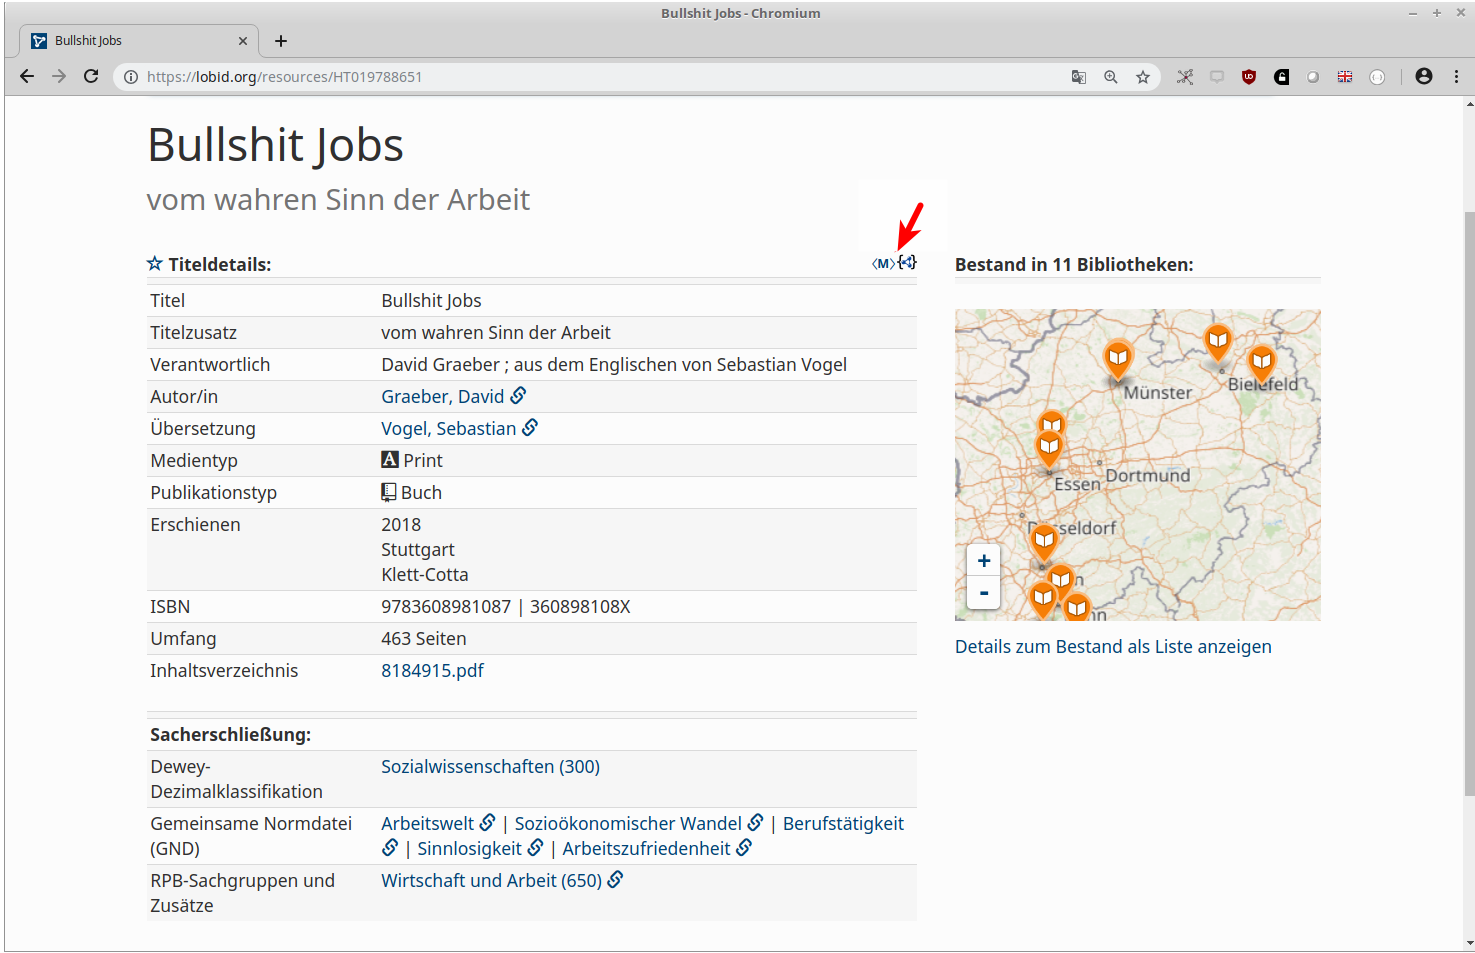 Bullshit Jobs - Chromium
Bullshit Jobs
https://lobid.org/resources/HT019788651
Bullshit Jobs
vom wahren Sinn der Arbeit
Titeldetails:
〈M〉
Titel Bullshit Jobs
Titelzusatz vom wahren Sinn der Arbeit
Verantwortlich David Graeber ; aus dem Englischen von Sebastian Vogel
Autor/in Graeber, David
Übersetzung Vogel, Sebastian
Medientyp A Print
Publikationstyp Buch
Erschienen 2018
Stuttgart
Klett-Cotta
ISBN 9783608981087 | 360898108X
Umfang 463 Seiten
Inhaltsverzeichnis 8184915.pdf
Sacherschließung:
Dewey-
Dezimalklassifikation
Sozialwissenschaften (300)
Gemeinsame Normdatei
(GND)
Arbeitswelt | Sozioökonomischer Wandel | Berufstätigkeit
| Sinnlosigkeit | Arbeitszufriedenheit
RPB-Sachgruppen und
Zusätze
Wirtschaft und Arbeit (650)
Bestand in 11 Bibliotheken:
Münster
Bielefeld
Dortmund
Essen
+
-
Details zum Bestand als Liste anzeigen